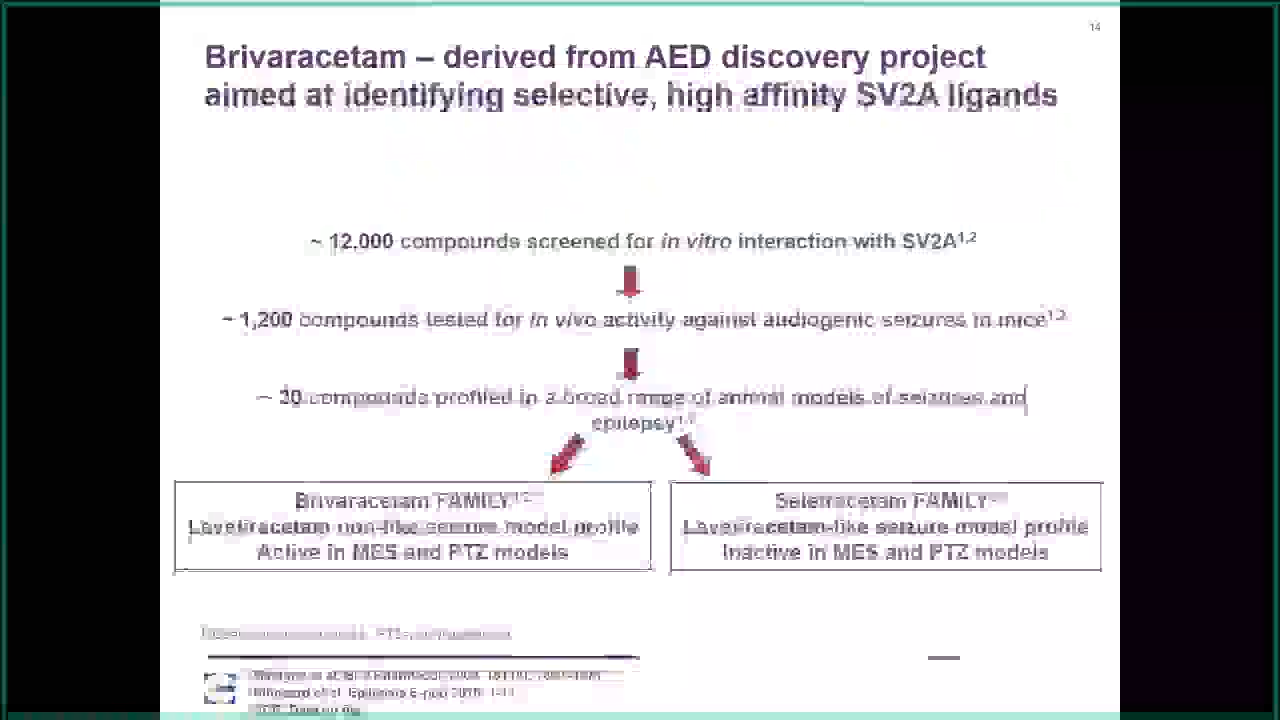 14
Brivaracetam – derived from AED discovery project
aimed at identifying selective, high affinity SV2A ligands
~ 12,000 compounds screened for in vitro interaction with SV2A¹,²
~ 1,200 compounds tested for in vivo activity against audiogenic seizures in mice¹,²
~ 30 compounds profiled in a broad range of animal models of seizures and
epilepsy
Brivaracetam FAMILY
Levetiracetam non-like seizure model profile
Active in MES and PTZ models
Seletracetam FAMILY
Levetiracetam-like seizure model profile
Inactive in MES and PTZ models
et al. Epilepsia